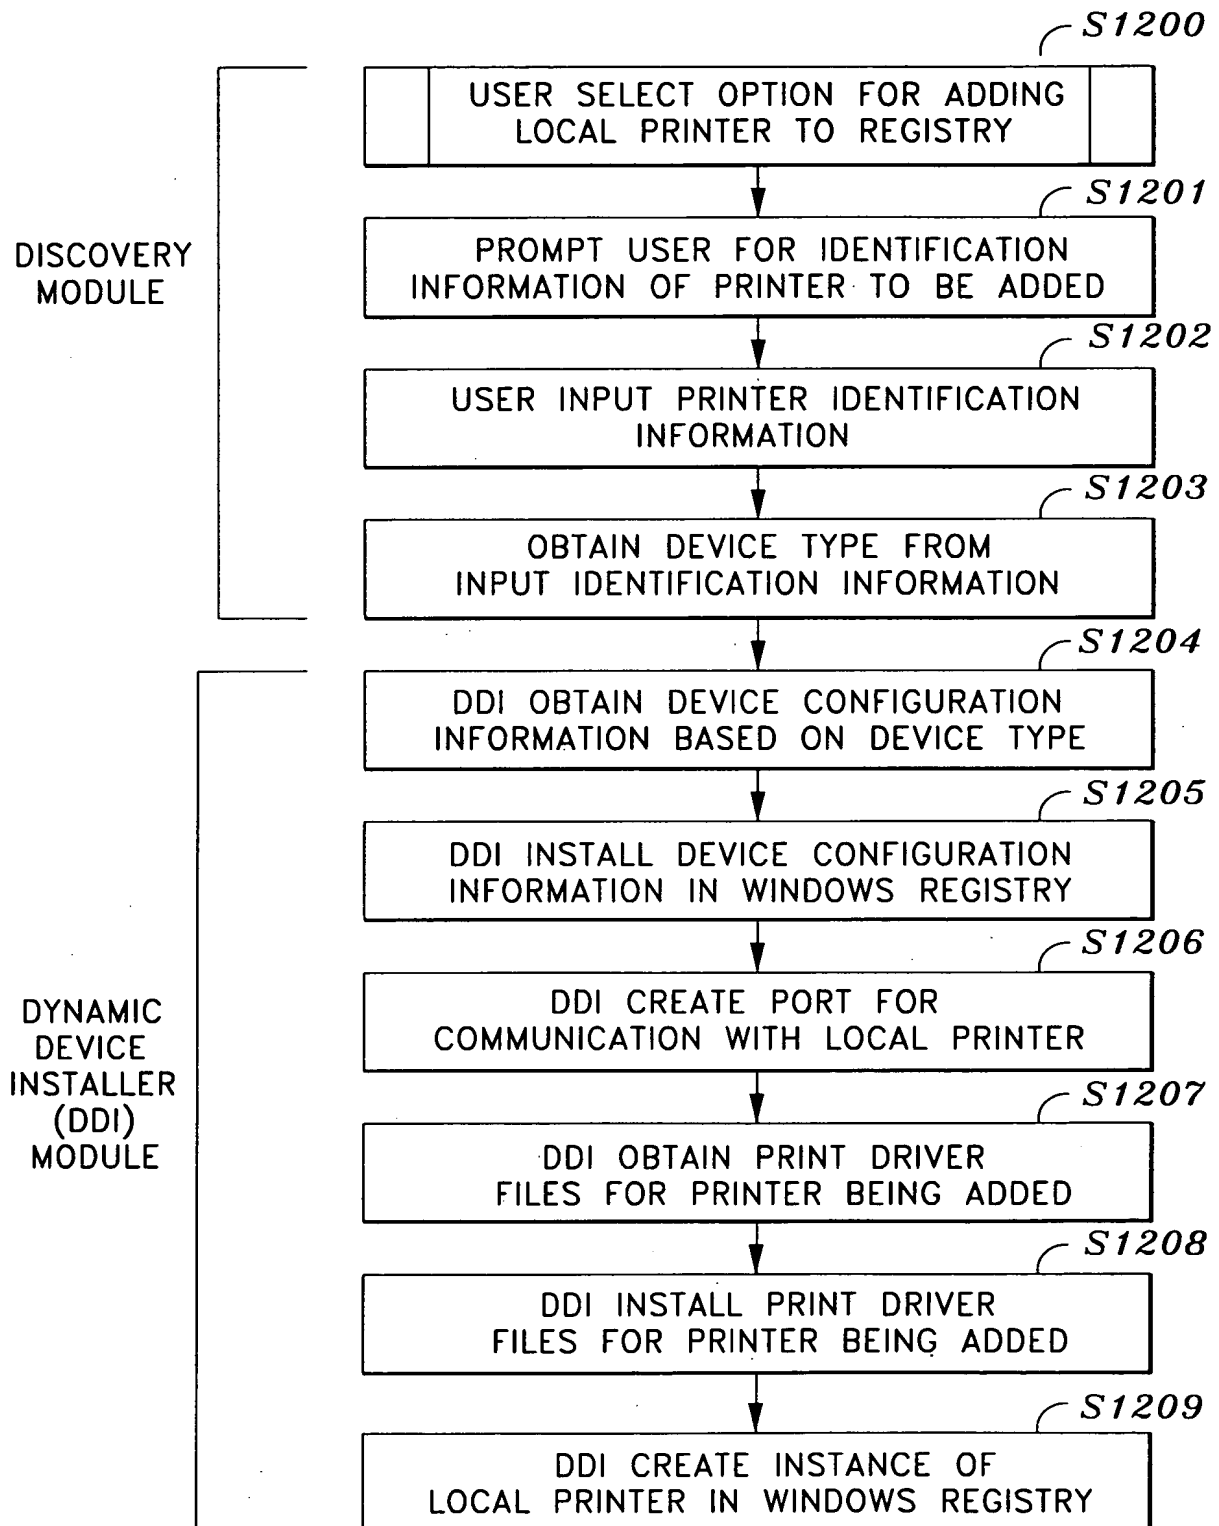 S1200
USER SELECT OPTION FOR ADDING
LOCAL PRINTER TO REGISTRY
S1201
PROMPT USER FOR IDENTIFICATION
INFORMATION OF PRINTER TO BE ADDED
DISCOVERY
MODULE
S1202
USER INPUT PRINTER IDENTIFICATION
INFORMATION
S1203
OBTAIN DEVICE TYPE FROM
INPUT IDENTIFICATION INFORMATION
S1204
DDI OBTAIN DEVICE CONFIGURATION
INFORMATION BASED ON DEVICE TYPE
S1205
DDI INSTALL DEVICE CONFIGURATION
INFORMATION IN WINDOWS REGISTRY
S1206
DDI CREATE PORT FOR
COMMUNICATION WITH LOCAL PRINTER
DYNAMIC
DEVICE
INSTALLER
(DDI)
MODULE
S1207
DDI OBTAIN PRINT DRIVER
FILES FOR PRINTER BEING ADDED
S1208
DDI INSTALL PRINT DRIVER
FILES FOR PRINTER BEING ADDED
S1209
DDI CREATE INSTANCE OF
LOCAL PRINTER IN WINDOWS REGISTRY